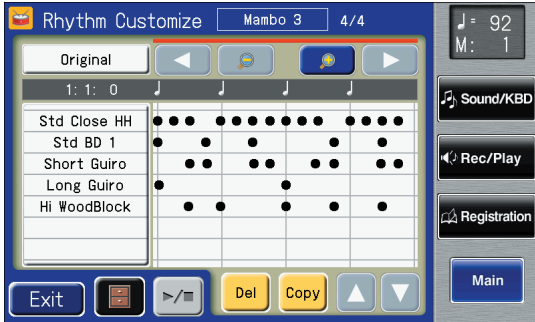 Rhythm Customize
Mambo 3
4/4
♩= 92
M: 1
Original
1: 1: 0
Std Close HH
Std BD 1
Short Guiro
Long Guiro
Hi WoodBlock
Sound/KBD
Rec/Play
Registration
Main
Exit
Del
Copy